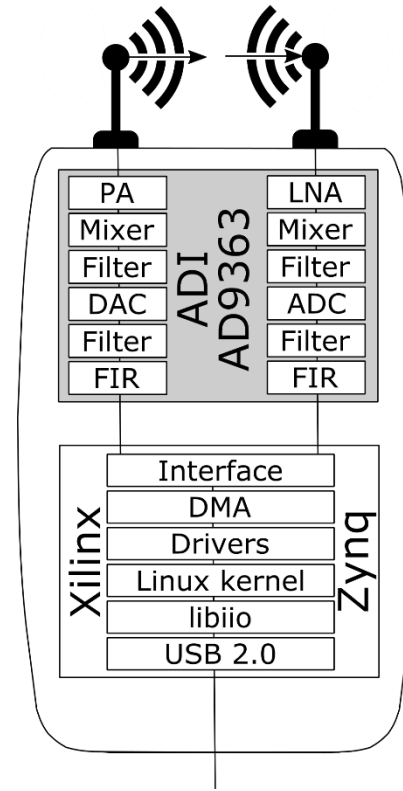 PA
Mixer
Filter
DAC
Filter
FIR
ADI
AD9363
LNA
Mixer
Filter
ADC
Filter
FIR
Xilinx
Interface
DMA
Drivers
Linux kernel
libiio
USB 2.0
Zynq